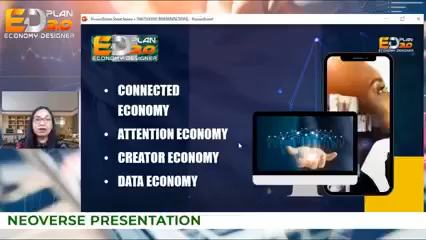 ED PLAN
3.0
ECONOMY DESIGNER
ED PLAN
3.0
ECONOMY DESIGNER
ED PLAN
3.0
ECONOMY DESIGNER
• CONNECTED
ECONOMY
• ATTENTION ECONOMY
• CREATOR ECONOMY
• DATA ECONOMY
NEOVERSE PRESENTATION